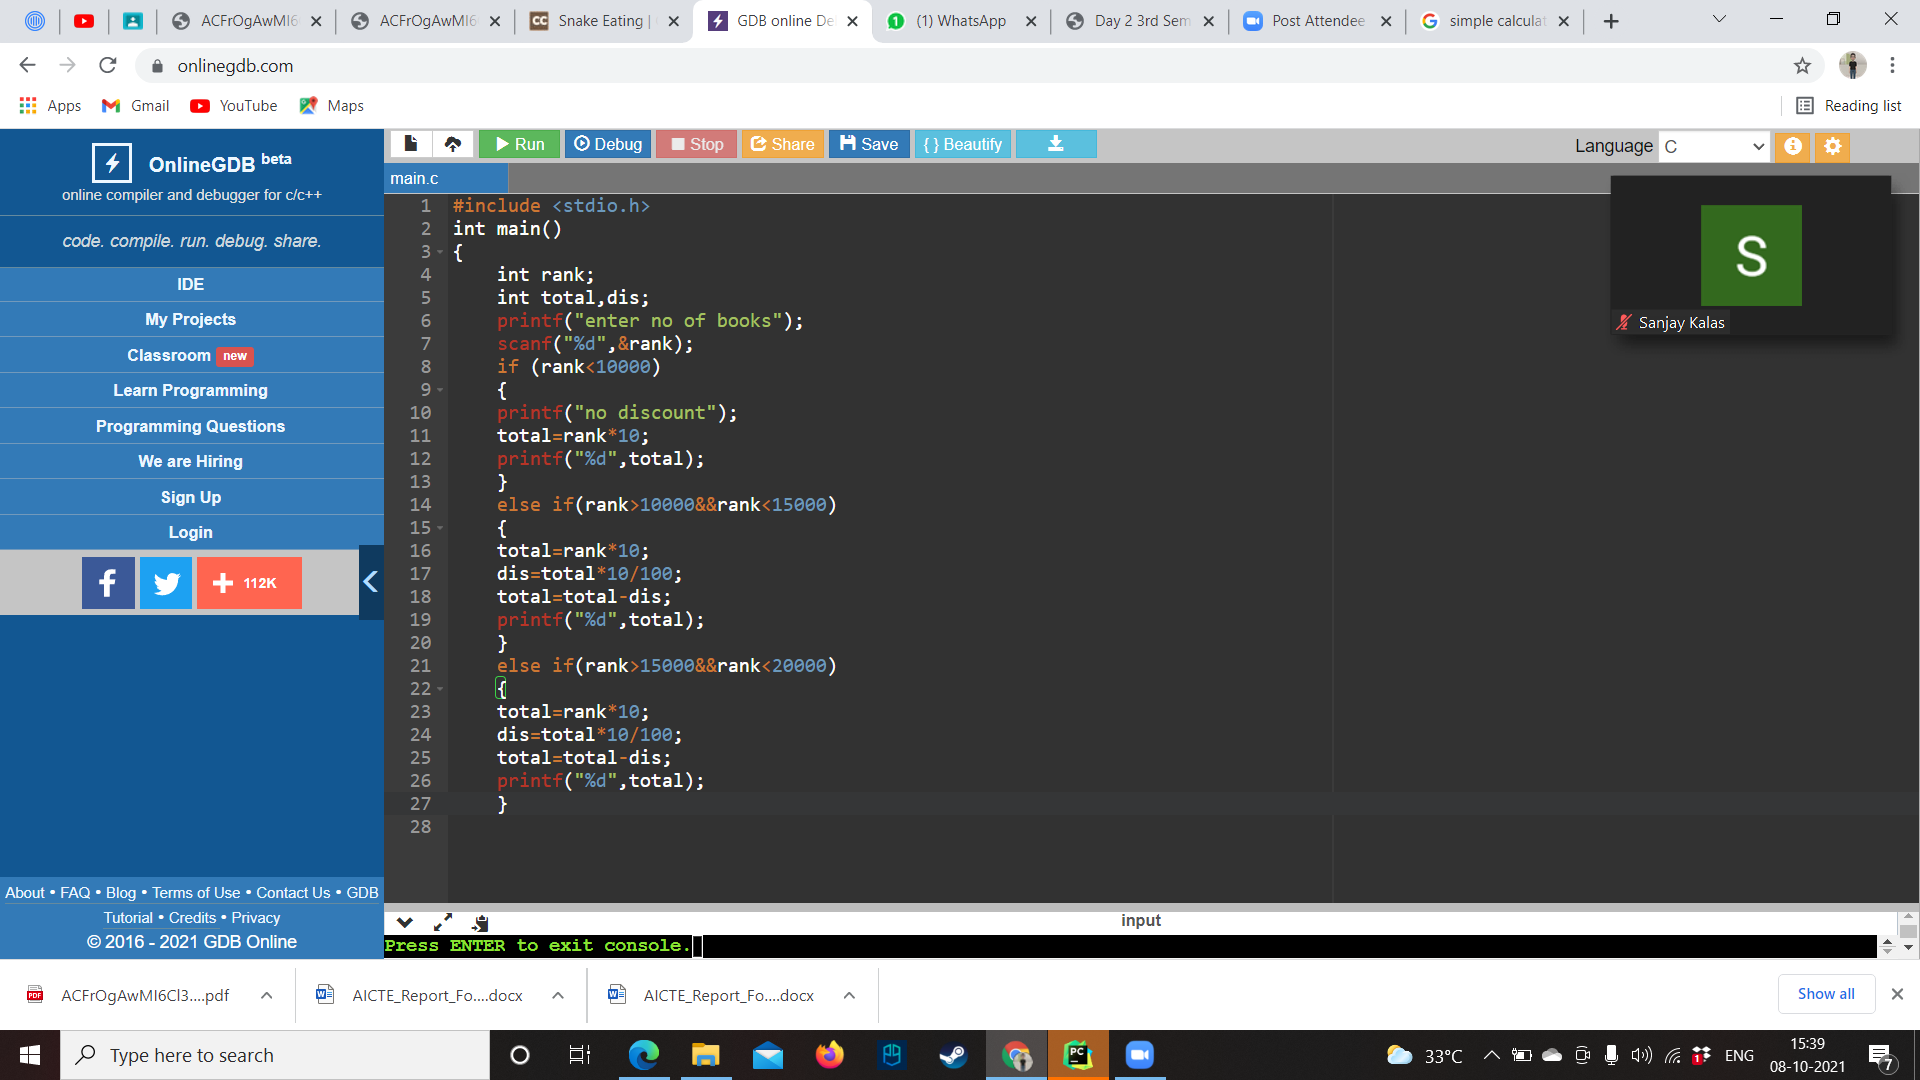 ACFrOgAwMI6
ACFrOgAwMI6
CC Snake Eating |
GDB online De
1 (1) WhatsApp
Day 2 3rd Sem
Post Attendee
simple calculat
onlinegdb.com
Apps Gmail YouTube Maps Reading list
OnlineGDB beta
online compiler and debugger for c/c++
code. compile. run. debug. share.
IDE
My Projects
Classroom new
Learn Programming
Programming Questions
We are Hiring
Sign Up
Login
f + 112K
About • FAQ • Blog • Terms of Use • Contact Us • GDB
Tutorial • Credits • Privacy
© 2016 - 2021 GDB Online
Run Debug Stop Share Save { } Beautify Language C
main.c
1 #include <stdio.h>
2 int main()
3 {
4 int rank;
5 int total,dis;
6 printf("enter no of books");
7 scanf("%d",&rank);
8 if (rank<10000)
9 {
10 printf("no discount");
11 total=rank*10;
12 printf("%d",total);
13 }
14 else if(rank>10000&&rank<15000)
15 {
16 total=rank*10;
17 dis=total*10/100;
18 total=total-dis;
19 printf("%d",total);
20 }
21 else if(rank>15000&&rank<20000)
22 {
23 total=rank*10;
24 dis=total*10/100;
25 total=total-dis;
26 printf("%d",total);
27 }
28
S
Sanjay Kalas
input
Press ENTER to exit console.
PDF ACFrOgAwMI6Cl3....pdf
AICTE_Report_Fo....docx
AICTE_Report_Fo....docx
Show all
Type here to search
PC
33°C
1
ENG
15:39
08-10-2021
7